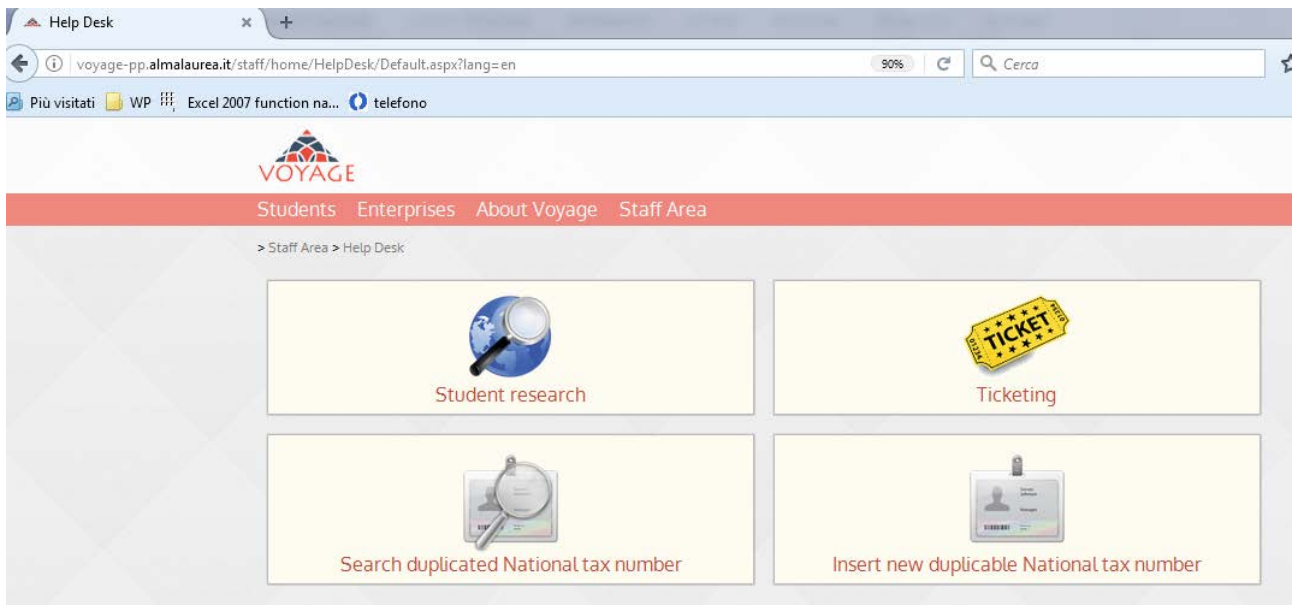 Help Desk
voyage-pp.almalaurea.it/staff/home/HelpDesk/Default.aspx?lang=en
90%
Cerca
Più visitati WP Excel 2007 function na... telefono
VOYAGE
Students Enterprises About Voyage Staff Area
> Staff Area > Help Desk
TICKET
Student research
Ticketing
Search duplicated National tax number
Insert new duplicable National tax number